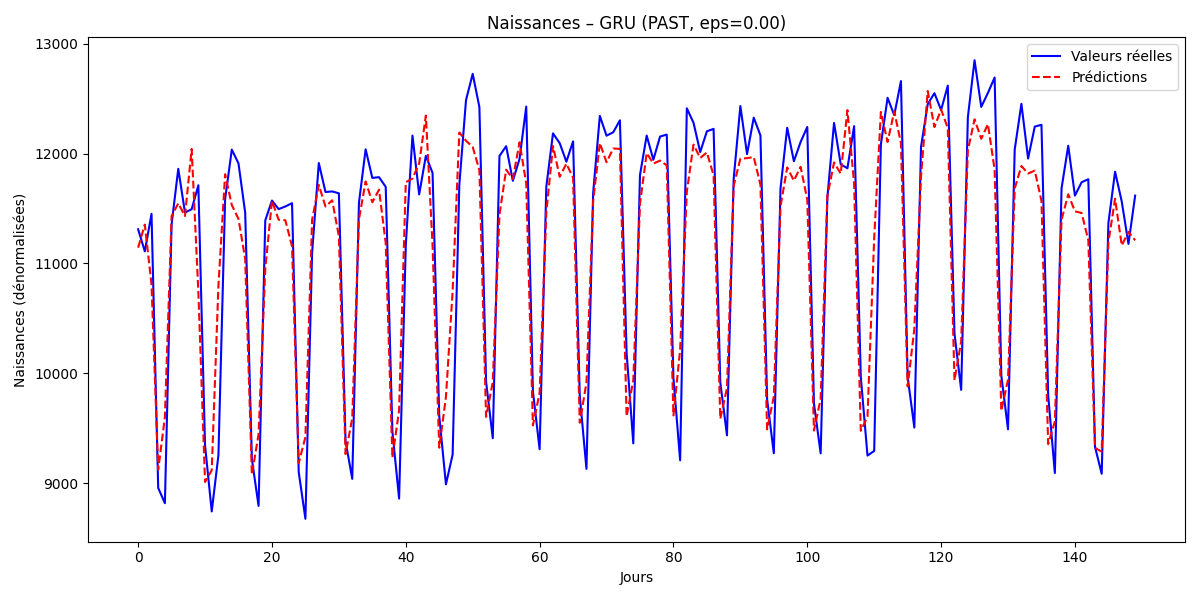 Naissances – GRU (PAST, eps=0.00)
Valeurs réelles
Prédictions
Naissances (dénormalisées)
13000
12000
11000
10000
9000
0 20 40 60 80 100 120 140
Jours